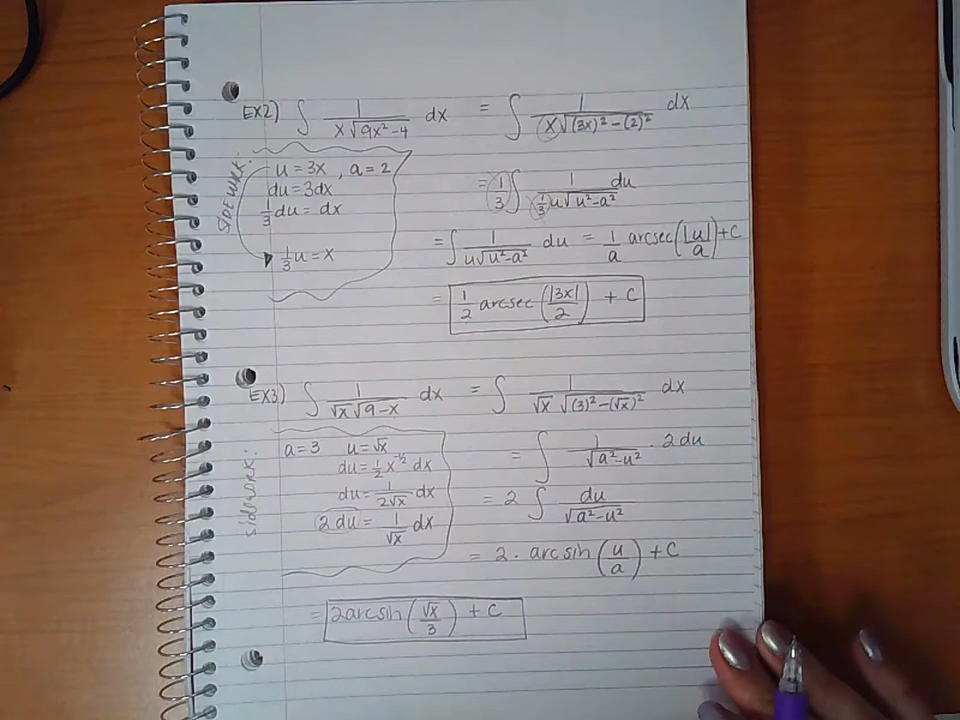 EX2) ∫ 1/(x√(9x²-4)) dx = ∫ 1/(x√((3x)²-(2)²)) dx
SIDEWORK:
u = 3x , a = 2
du = 3dx
1/3 du = dx
1/3 u = x
= 1/3 ∫ 1/(1/3 u√(u²-a²)) du
= ∫ 1/(u√(u²-a²)) du = 1/a arcsec(|u|/a) + C
= 1/2 arcsec(|3x|/2) + C
EX3) ∫ 1/(√x √(9-x)) dx = ∫ 1/(√x √((3)²-(√x)²)) dx
sidework:
a = 3 u = √x
du = 1/2 x^(-1/2) dx
du = 1/(2√x) dx
2 du = 1/√x dx
= ∫ 1/√(a²-u²) · 2 du
= 2 ∫ du/√(a²-u²)
= 2 · arcsin(u/a) + C
= 2arcsin(√x/3) + C